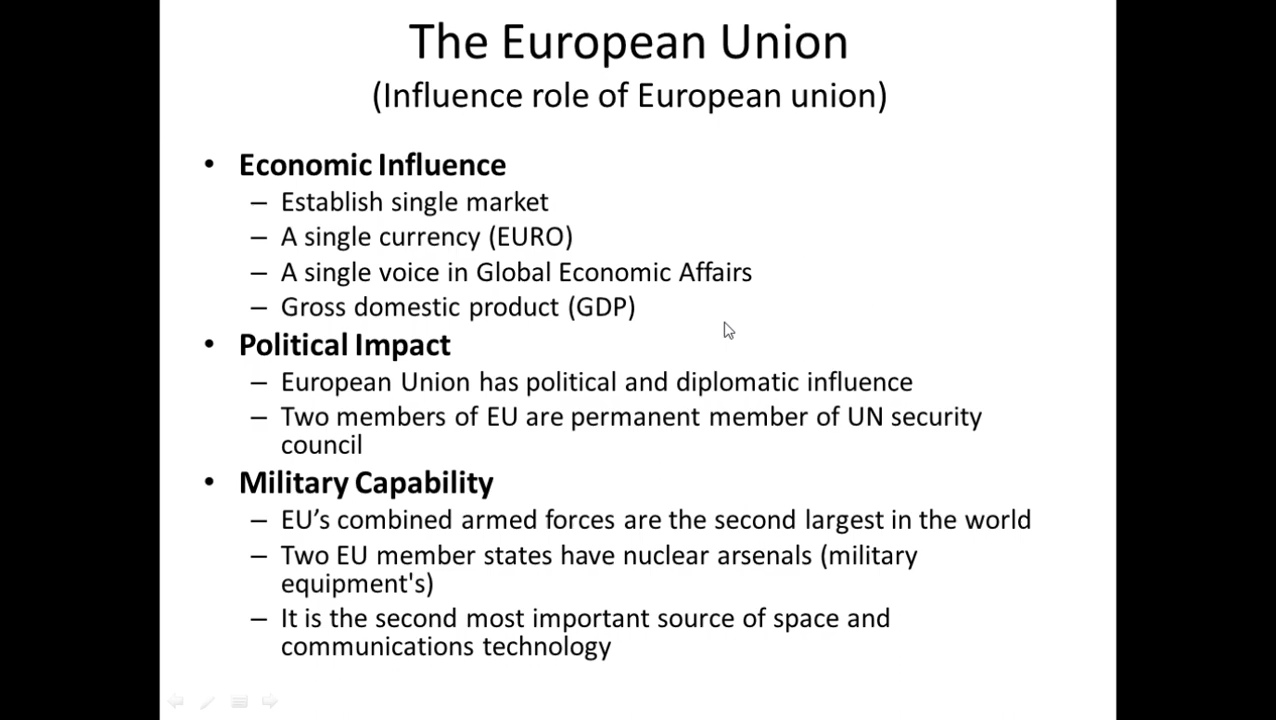 The European Union
(Influence role of European union)
• Economic Influence
– Establish single market
– A single currency (EURO)
– A single voice in Global Economic Affairs
– Gross domestic product (GDP)
• Political Impact
– European Union has political and diplomatic influence
– Two members of EU are permanent member of UN security
council
• Military Capability
– EU’s combined armed forces are the second largest in the world
– Two EU member states have nuclear arsenals (military
equipment's)
– It is the second most important source of space and
communications technology